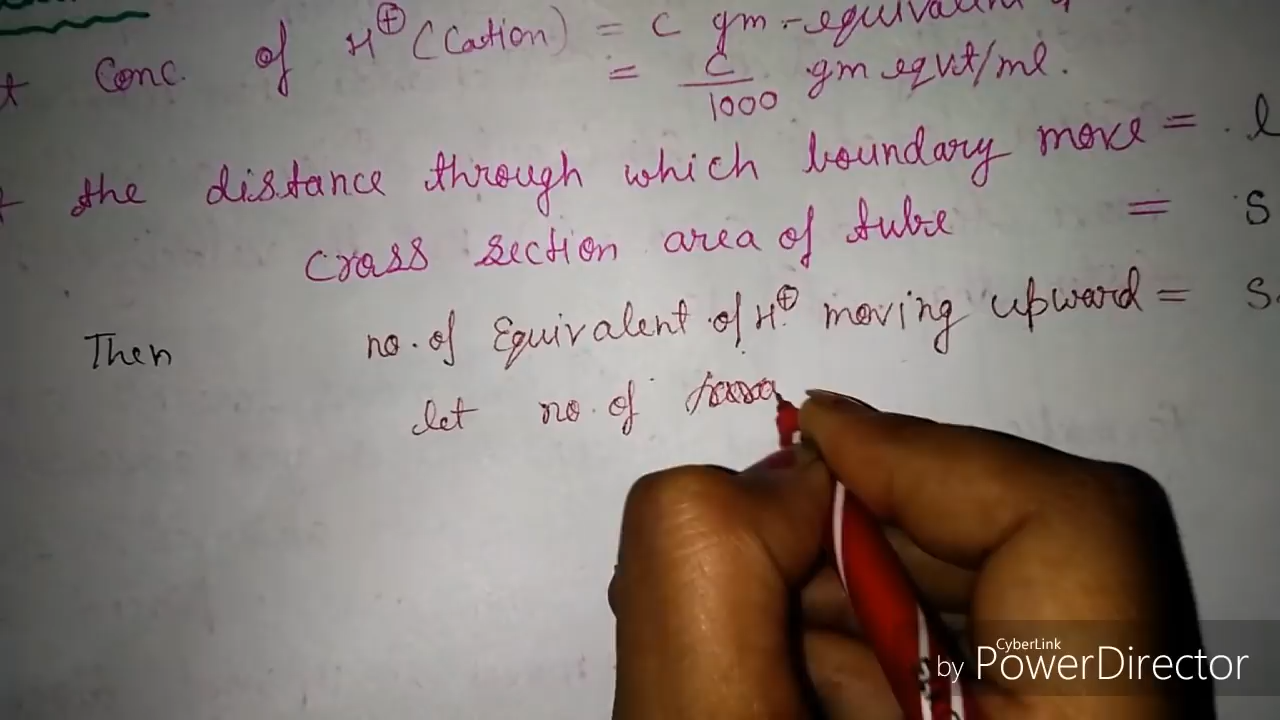 Conc. of H⊕ (Cation) = C gm-equivalent
= C/1000 gm eqvt/ml.
the distance through which boundary move = l
Cross section area of tube = s
Then no. of Equivalent of H⊕ moving upward = s.
let no. of
CyberLink
by PowerDirector